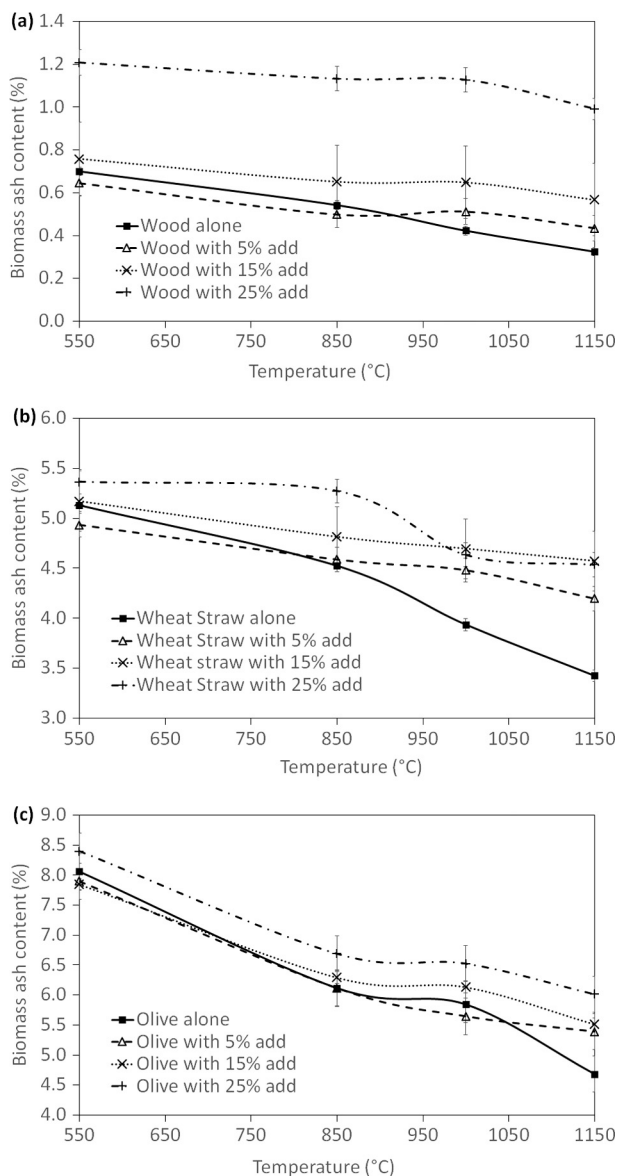 (a)
1.4
1.2
1.0
0.8
0.6
0.4
0.2
0.0
Biomass ash content (%)
Wood alone
Wood with 5% add
Wood with 15% add
Wood with 25% add
550 650 750 850 950 1050 1150
Temperature (°C)
(b)
6.0
5.5
5.0
4.5
4.0
3.5
3.0
Biomass ash content (%)
Wheat Straw alone
Wheat Straw with 5% add
Wheat straw with 15% add
Wheat Straw with 25% add
550 650 750 850 950 1050 1150
Temperature (°C)
(c)
9.0
8.5
8.0
7.5
7.0
6.5
6.0
5.5
5.0
4.5
4.0
Biomass ash content (%)
Olive alone
Olive with 5% add
Olive with 15% add
Olive with 25% add
550 650 750 850 950 1050 1150
Temperature (°C)